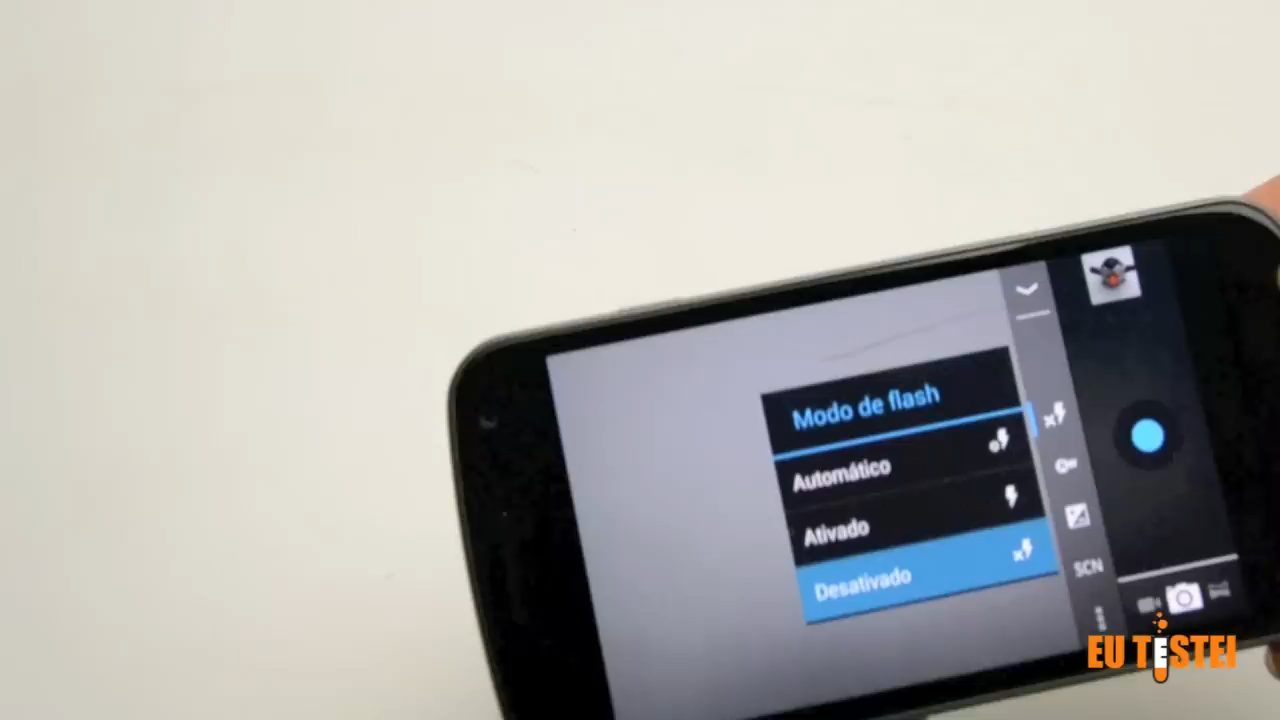 Modo de flash
Automático
Ativado
Desativado
SCN
EU TESTEI